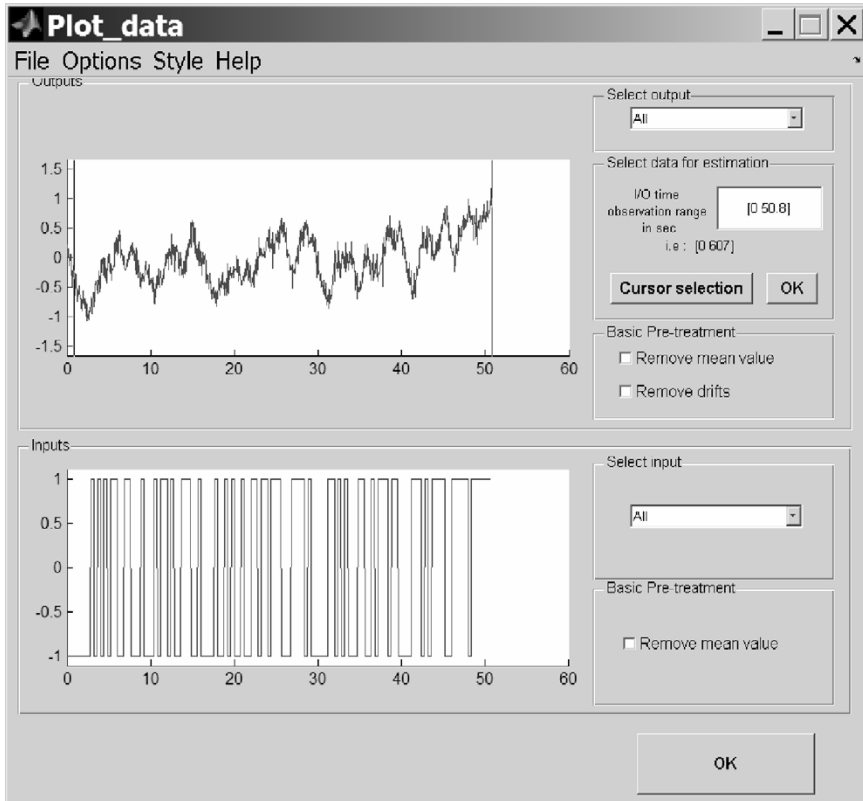 Plot_data
File Options Style Help
Outputs
Select output
All
Select data for estimation
I/O time
observation range
in sec
[0 50.8]
i.e : [0 607]
Cursor selection
OK
Basic Pre-treatment
Remove mean value
Remove drifts
1.5
1
0.5
0
-0.5
-1
-1.5
0 10 20 30 40 50 60
Inputs
Select input
All
Basic Pre-treatment
Remove mean value
1
0.5
0
-0.5
-1
0 10 20 30 40 50 60
OK